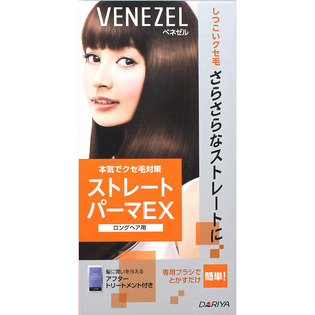 VENEZEL
ベネゼル
しつこいクセ毛
さらさらなストレートに
本気でクセ毛対策
ストレート
パーマEX
ロングヘア用
髪に潤いを与える
アフター
トリートメント付き
専用ブラシで
とかすだけ
簡単!
DARIYA